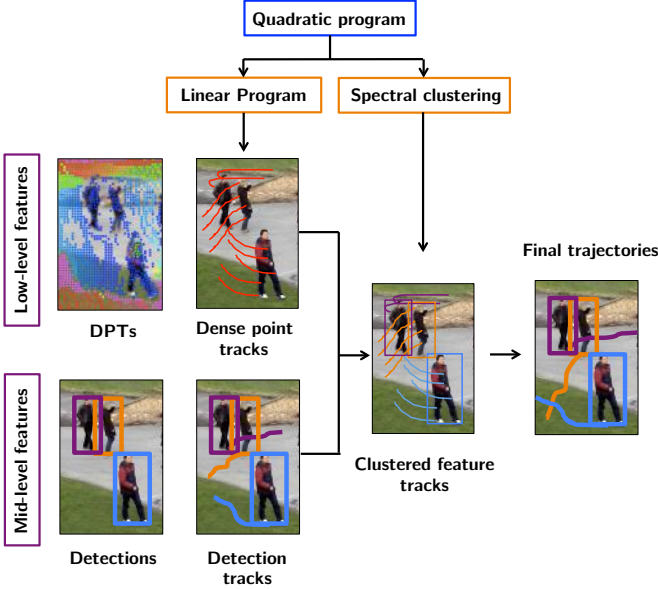 Quadratic program
Linear Program
Spectral clustering
Low-level features
DPTs
Dense point
tracks
Final trajectories
Mid-level features
Detections
Detection
tracks
Clustered feature
tracks